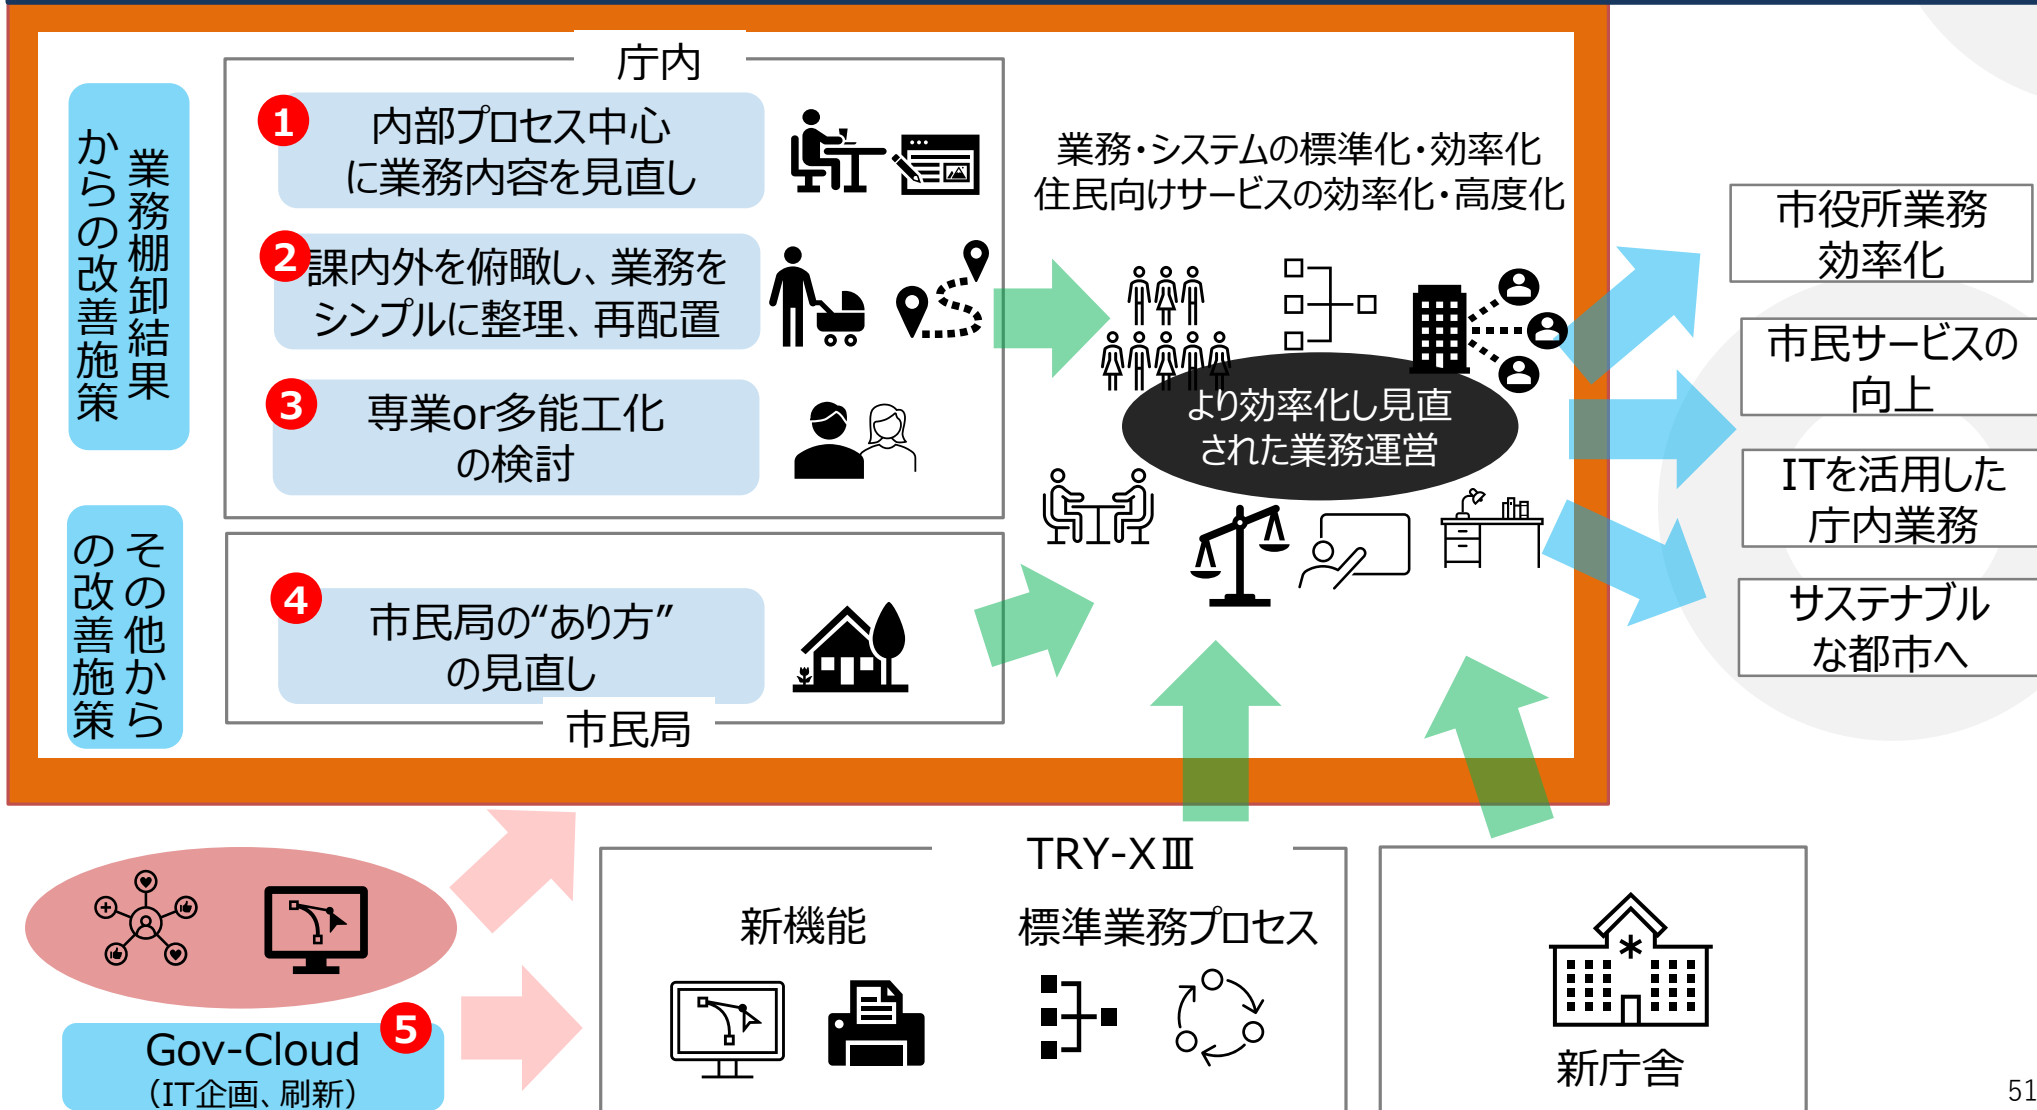 庁内
業務棚卸結果
からの改善施策
1
内部プロセス中心
に業務内容を見直し
2
課内外を俯瞰し、業務を
シンプルに整理、再配置
3
専業or多能工化
の検討
その他から
の改善施策
4
市民局の“あり方”
の見直し
市民局
業務・システムの標準化・効率化
住民向けサービスの効率化・高度化
より効率化し見直
された業務運営
市役所業務
効率化
市民サービスの
向上
ITを活用した
庁内業務
サステナブル
な都市へ
5
Gov-Cloud
（IT企画、刷新）
TRY-XⅢ
新機能
標準業務プロセス
新庁舎
51